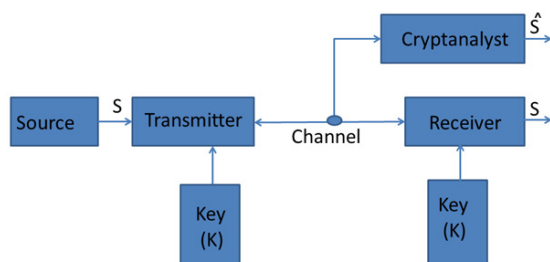 Ŝ
Cryptanalyst
S
Source
Transmitter
Channel
Receiver
S
Key
(K)
Key
(K)